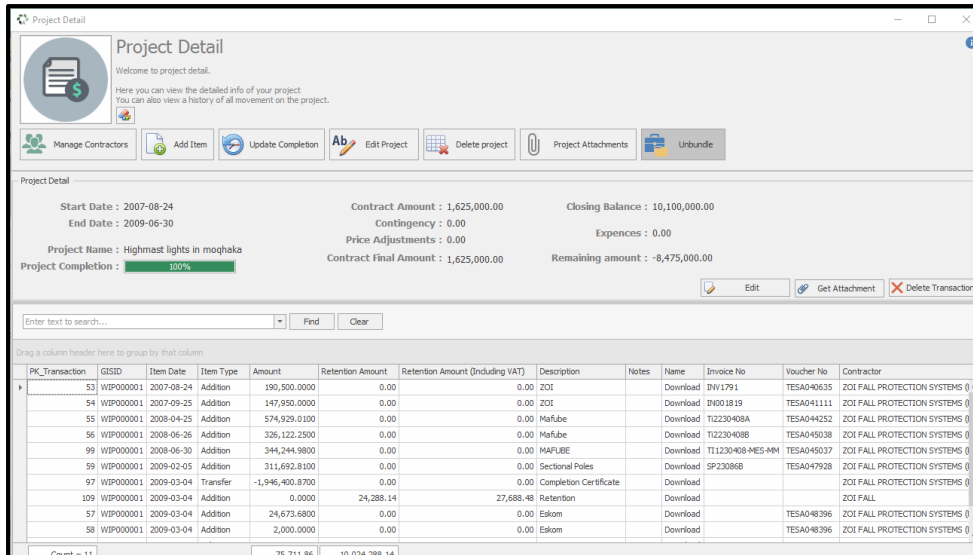 Project Detail
Project Detail
Welcome to project detail.
Here you can view the detailed info of your project
You can also view a history of all movement on the project.
Manage Contractors Add Item Update Completion Ab Edit Project Delete project Project Attachments Unbundle
Project Detail
Start Date : 2007-08-24 Contract Amount : 1,625,000.00 Closing Balance : 10,100,000.00
End Date : 2009-06-30 Contingency : 0.00 Expences : 0.00
Price Adjustments : 0.00
Project Name : Highmast lights in moqhaka Contract Final Amount : 1,625,000.00 Remaining amount : -8,475,000.00
Project Completion : 100%
Edit Get Attachment Delete Transaction
Enter text to search... Find Clear
Drag a column header here to group by that column
PK_Transaction GISID Item Date Item Type Amount Retention Amount Retention Amount (Including VAT) Description Notes Name Invoice No Voucher No Contractor
53 WIP000001 2007-08-24 Addition 190,500.0000 0.00 0.00 ZOI Download INV1791 TESA040635 ZOI FALL PROTECTION SYSTEMS
54 WIP000001 2007-09-25 Addition 147,950.0000 0.00 0.00 ZOI Download IN001819 TESA041111 ZOI FALL PROTECTION SYSTEMS
55 WIP000001 2008-04-25 Addition 574,929.0100 0.00 0.00 Mafube Download Ti2230408A TESA044252 ZOI FALL PROTECTION SYSTEMS
56 WIP000001 2008-06-26 Addition 326,122.2500 0.00 0.00 Mafube Download Ti2230408B TESA045038 ZOI FALL PROTECTION SYSTEMS
99 WIP000001 2008-06-30 Addition 344,244.9800 0.00 0.00 MAFUBE Download TI1230408-MES-MM TESA045037 ZOI FALL PROTECTION SYSTEMS
59 WIP000001 2009-02-05 Addition 311,692.8100 0.00 0.00 Sectional Poles Download SP23086B TESA047928 ZOI FALL PROTECTION SYSTEMS
97 WIP000001 2009-03-04 Transfer -1,946,400.8700 0.00 0.00 Completion Certificate Download ZOI FALL PROTECTION SYSTEMS
109 WIP000001 2009-03-04 Addition 0.0000 24,288.14 27,688.48 Retention Download ZOI FALL
57 WIP000001 2009-03-04 Addition 24,673.6800 0.00 0.00 Eskom Download TESA048396 ZOI FALL PROTECTION SYSTEMS
58 WIP000001 2009-03-04 Addition 2,000.0000 0.00 0.00 Eskom Download TESA048396 ZOI FALL PROTECTION SYSTEMS
Count = 11 75,711.86 10,024,288.14